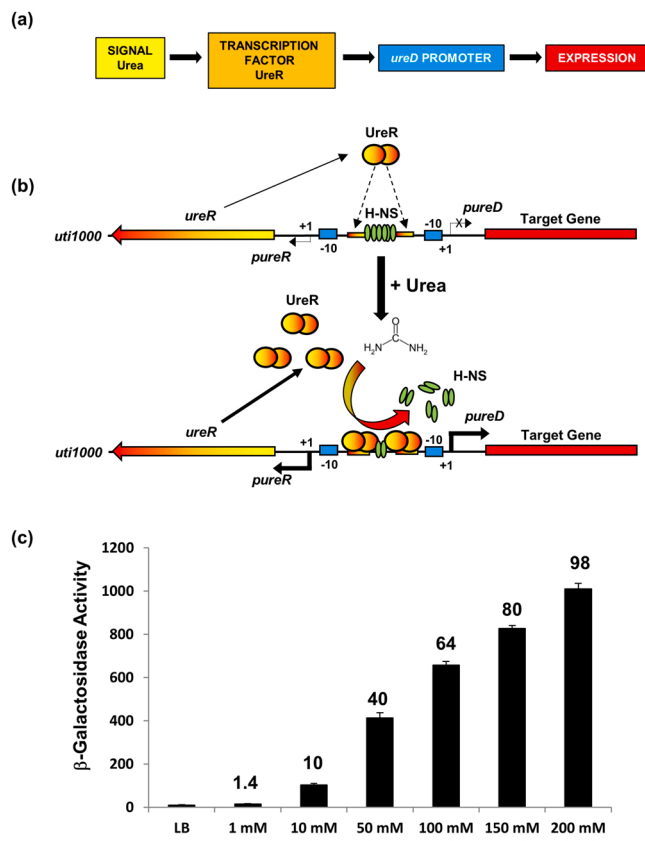 (a)
SIGNAL
Urea
TRANSCRIPTION
FACTOR
UreR
ureD PROMOTER
EXPRESSION
(b)
UreR
ureR
H-NS
uti1000
+1
-10
-10
+1
pureR
X
pureD
Target Gene
+ Urea
UreR
O
C
H₂N
NH₂
H-NS
ureR
pureD
uti1000
+1
-10
-10
+1
pureR
Target Gene
(c)
β-Galactosidase Activity
1200
1000
800
600
400
200
0
1.4
10
40
64
80
98
LB
1 mM
10 mM
50 mM
100 mM
150 mM
200 mM